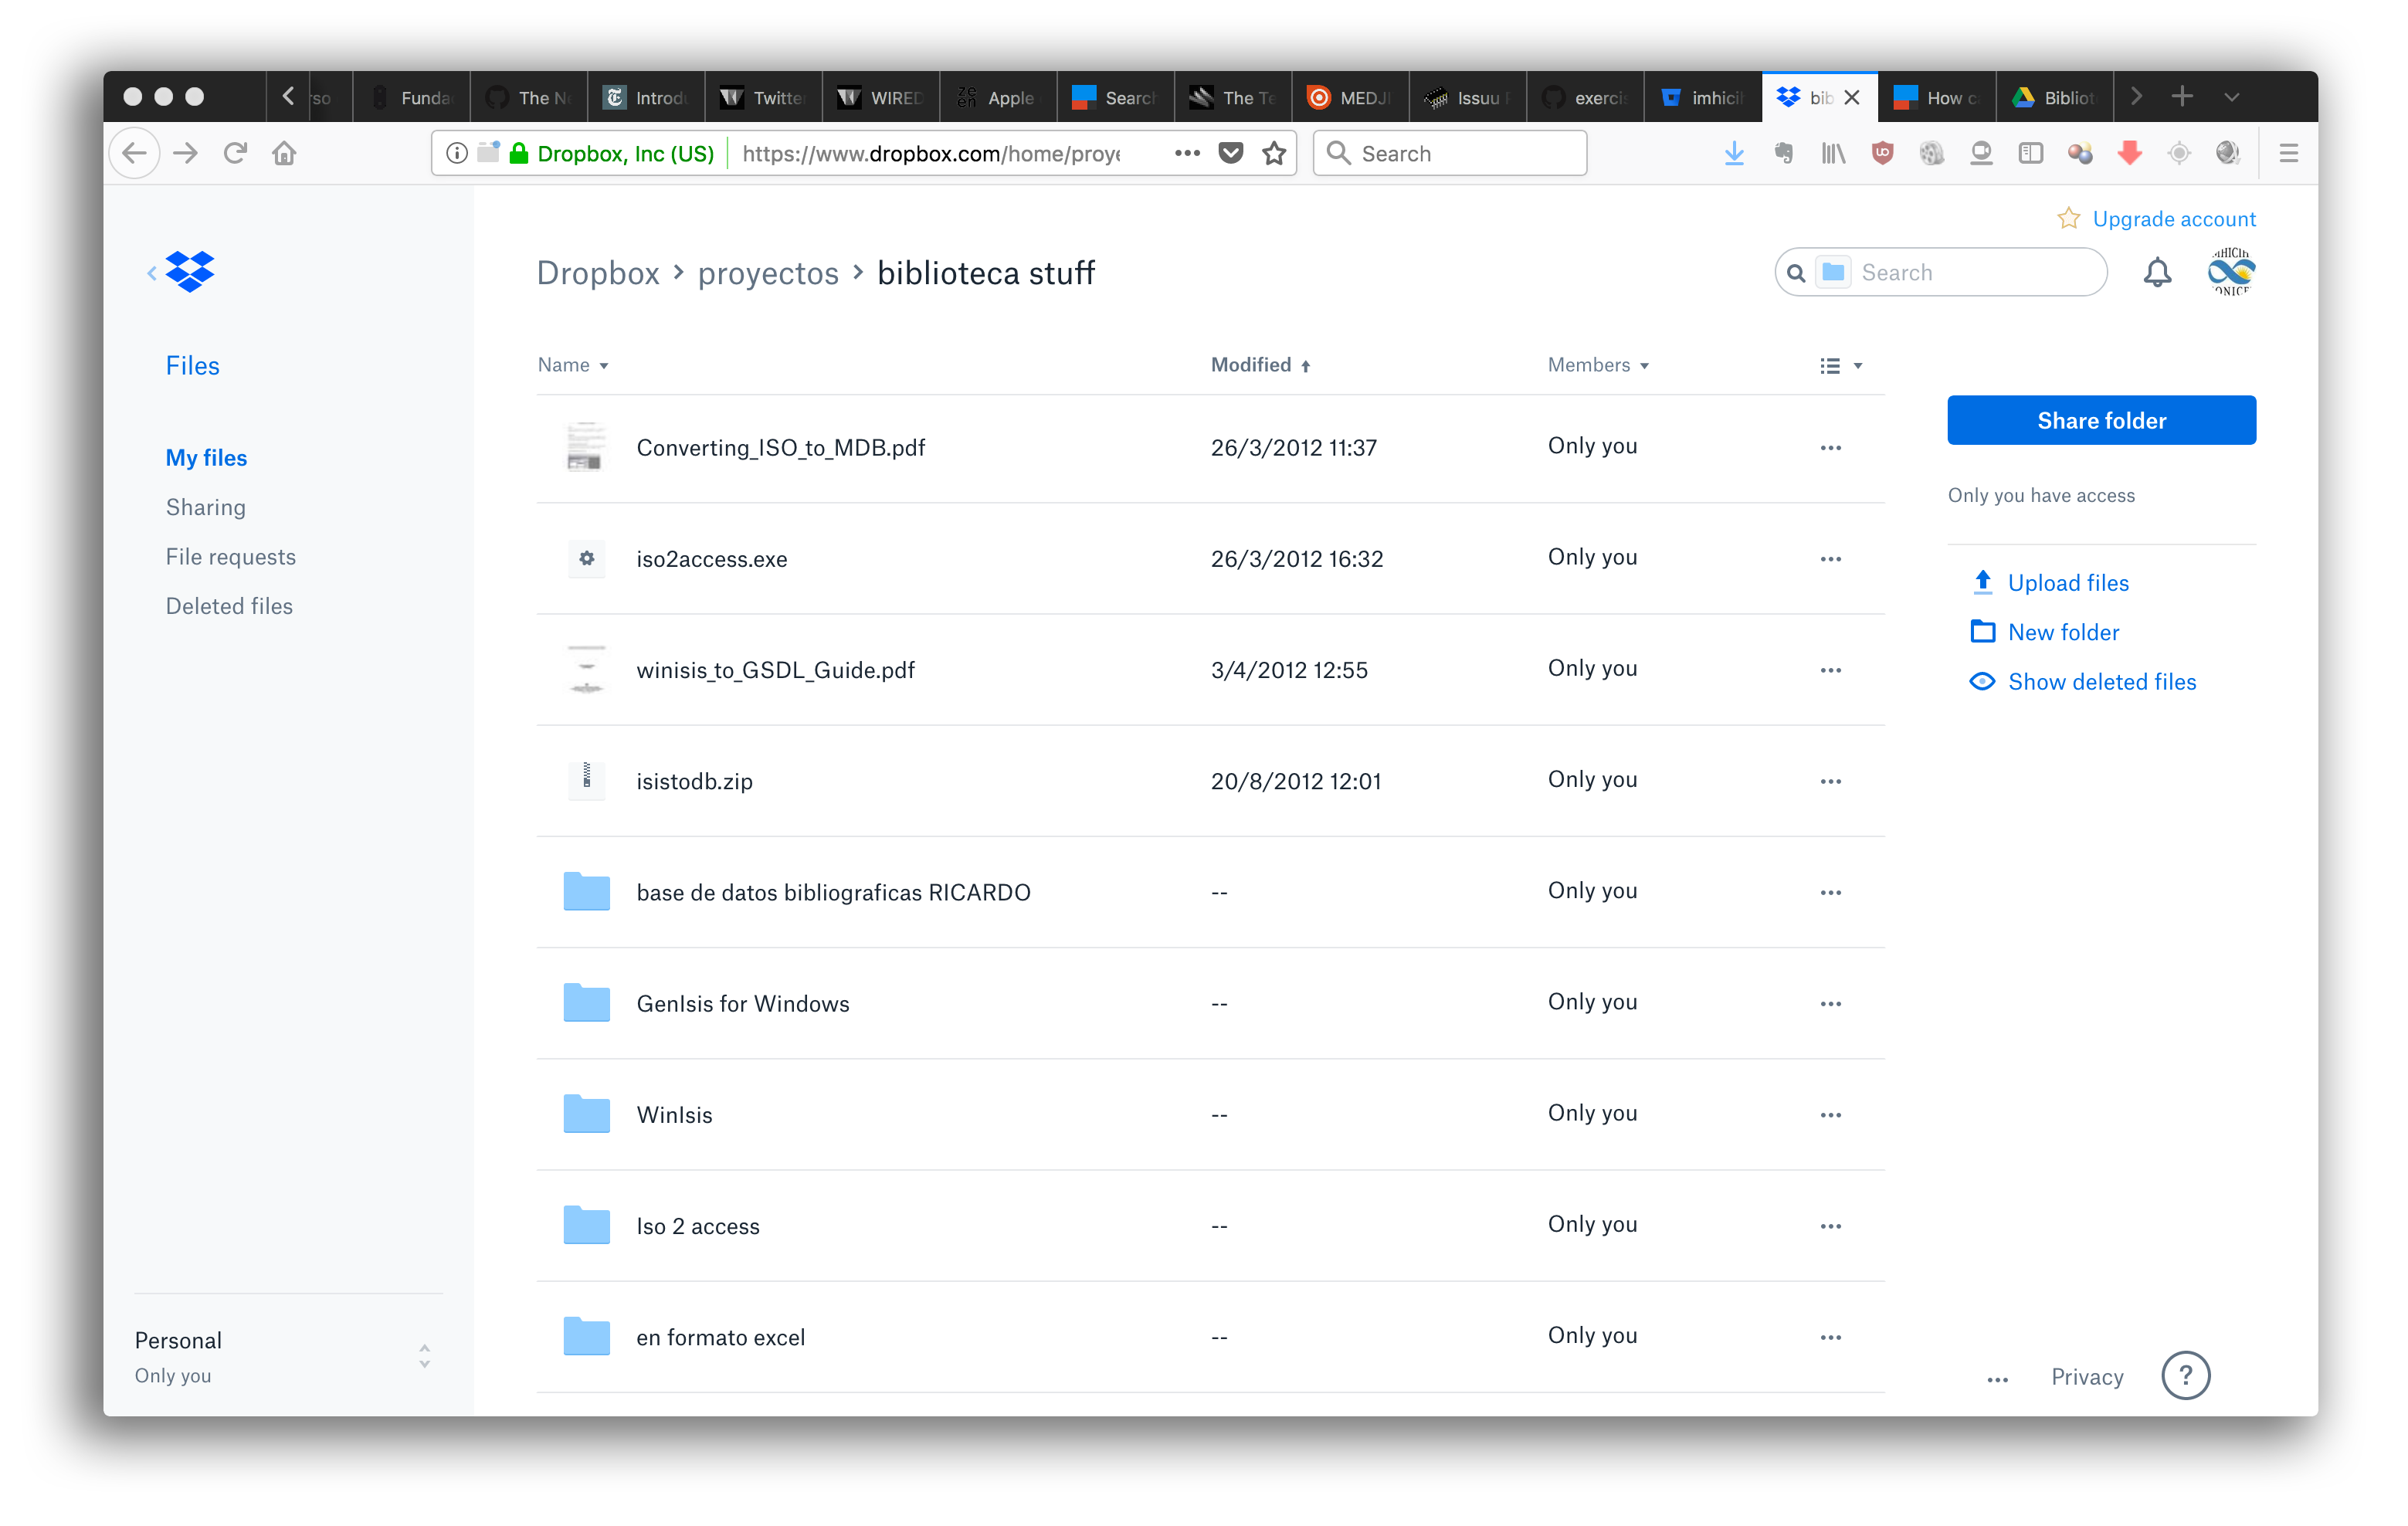 rso Funda The N Introdu Twitte WIRED Apple Search The Te MEDJ Issuu exercis imhicih bib How c Bibliot
Dropbox, Inc (US) https://www.dropbox.com/home/proye Search
Upgrade account
Dropbox > proyectos > biblioteca stuff
Search
Files
My files
Sharing
File requests
Deleted files
Name Modified Members
Converting_ISO_to_MDB.pdf 26/3/2012 11:37 Only you
iso2access.exe 26/3/2012 16:32 Only you
winisis_to_GSDL_Guide.pdf 3/4/2012 12:55 Only you
isistodb.zip 20/8/2012 12:01 Only you
base de datos bibliograficas RICARDO -- Only you
GenIsis for Windows -- Only you
WinIsis -- Only you
Iso 2 access -- Only you
en formato excel -- Only you
Share folder
Only you have access
Upload files
New folder
Show deleted files
Personal
Only you
Privacy ?